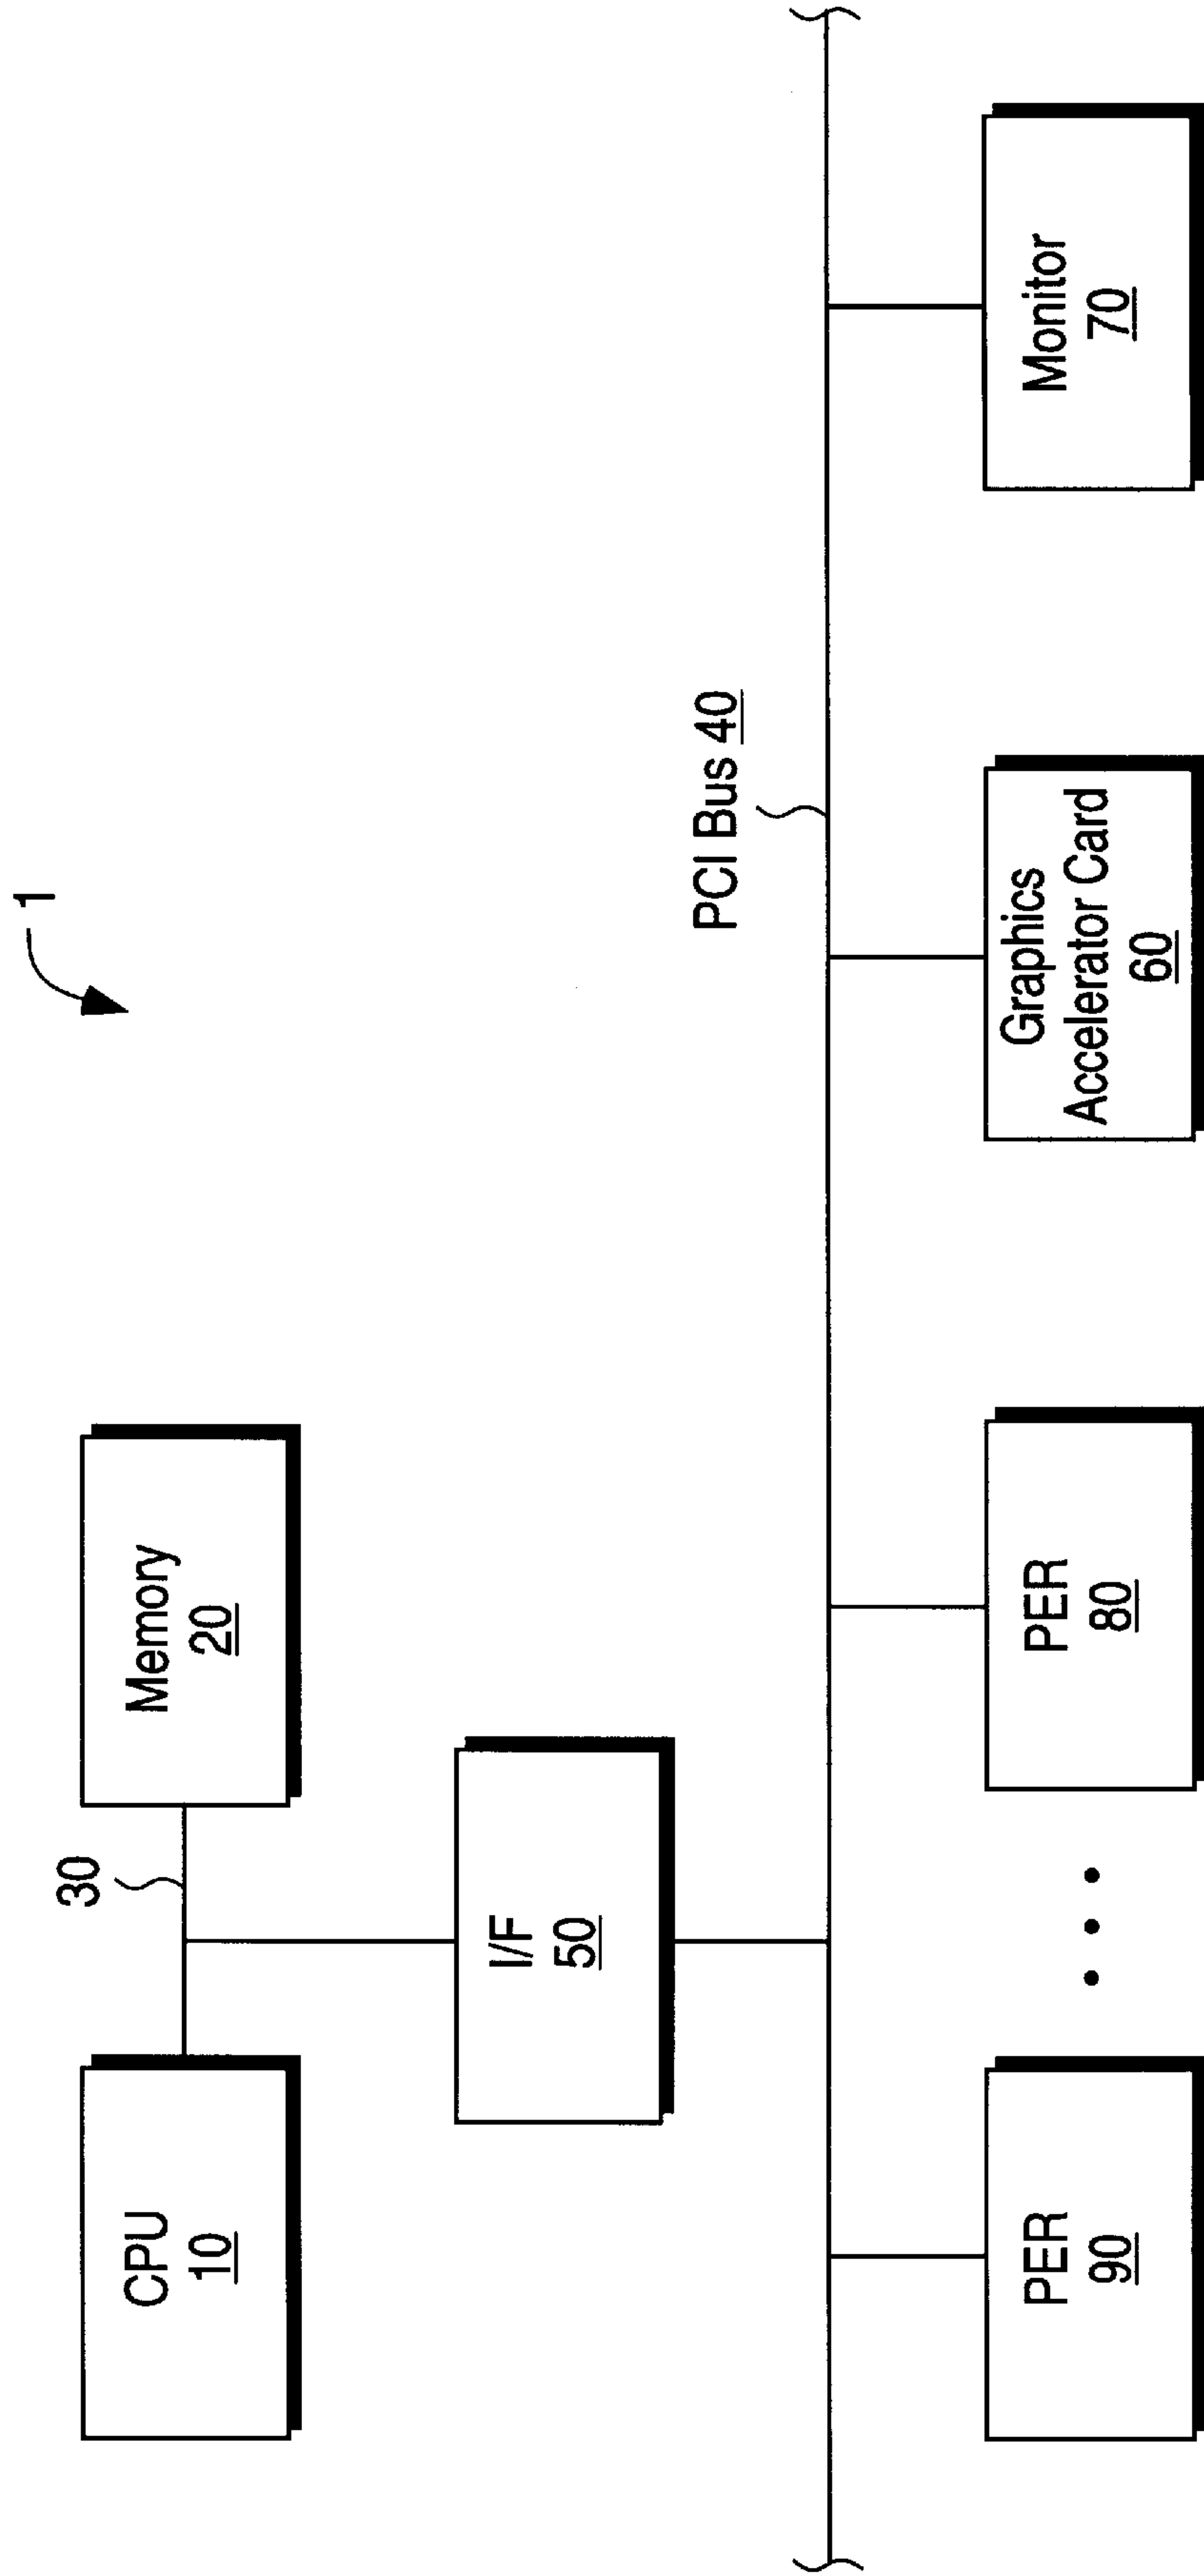 1
CPU
10
30
Memory
20
I/F
50
PCI Bus 40
PER
90
PER
80
Graphics
Accelerator Card
60
Monitor
70